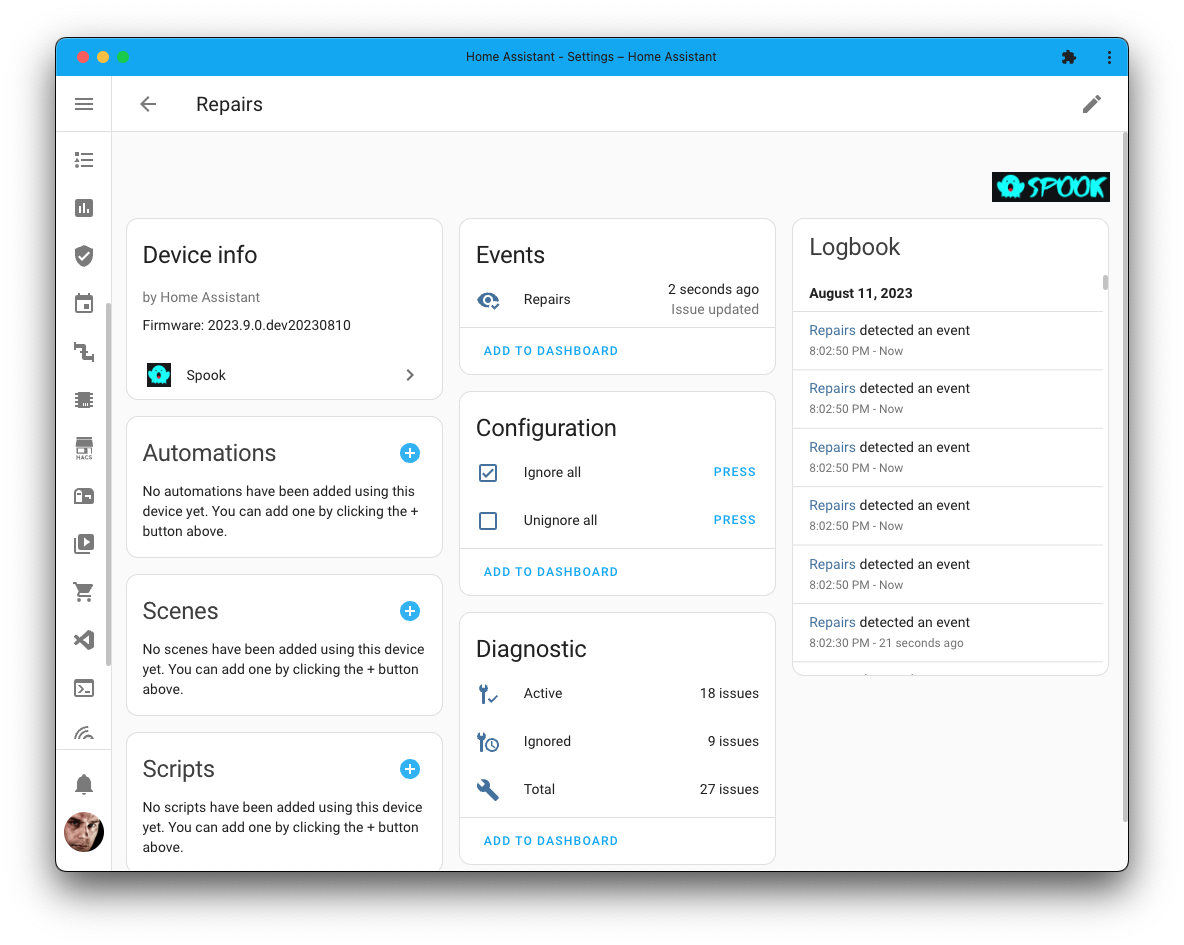 Home Assistant - Settings – Home Assistant
Repairs
SPOOK
Device info
by Home Assistant
Firmware: 2023.9.0.dev20230810
Spook
Automations
No automations have been added using this
device yet. You can add one by clicking the +
button above.
Scenes
No scenes have been added using this device
yet. You can add one by clicking the + button
above.
Scripts
No scripts have been added using this device
yet. You can add one by clicking the + button
above.
Events
Repairs
2 seconds ago
Issue updated
ADD TO DASHBOARD
Configuration
Ignore all
PRESS
Unignore all
PRESS
ADD TO DASHBOARD
Diagnostic
Active
18 issues
Ignored
9 issues
Total
27 issues
ADD TO DASHBOARD
Logbook
August 11, 2023
Repairs detected an event
8:02:50 PM - Now
Repairs detected an event
8:02:50 PM - Now
Repairs detected an event
8:02:50 PM - Now
Repairs detected an event
8:02:50 PM - Now
Repairs detected an event
8:02:50 PM - Now
Repairs detected an event
8:02:30 PM - 21 seconds ago
HACS